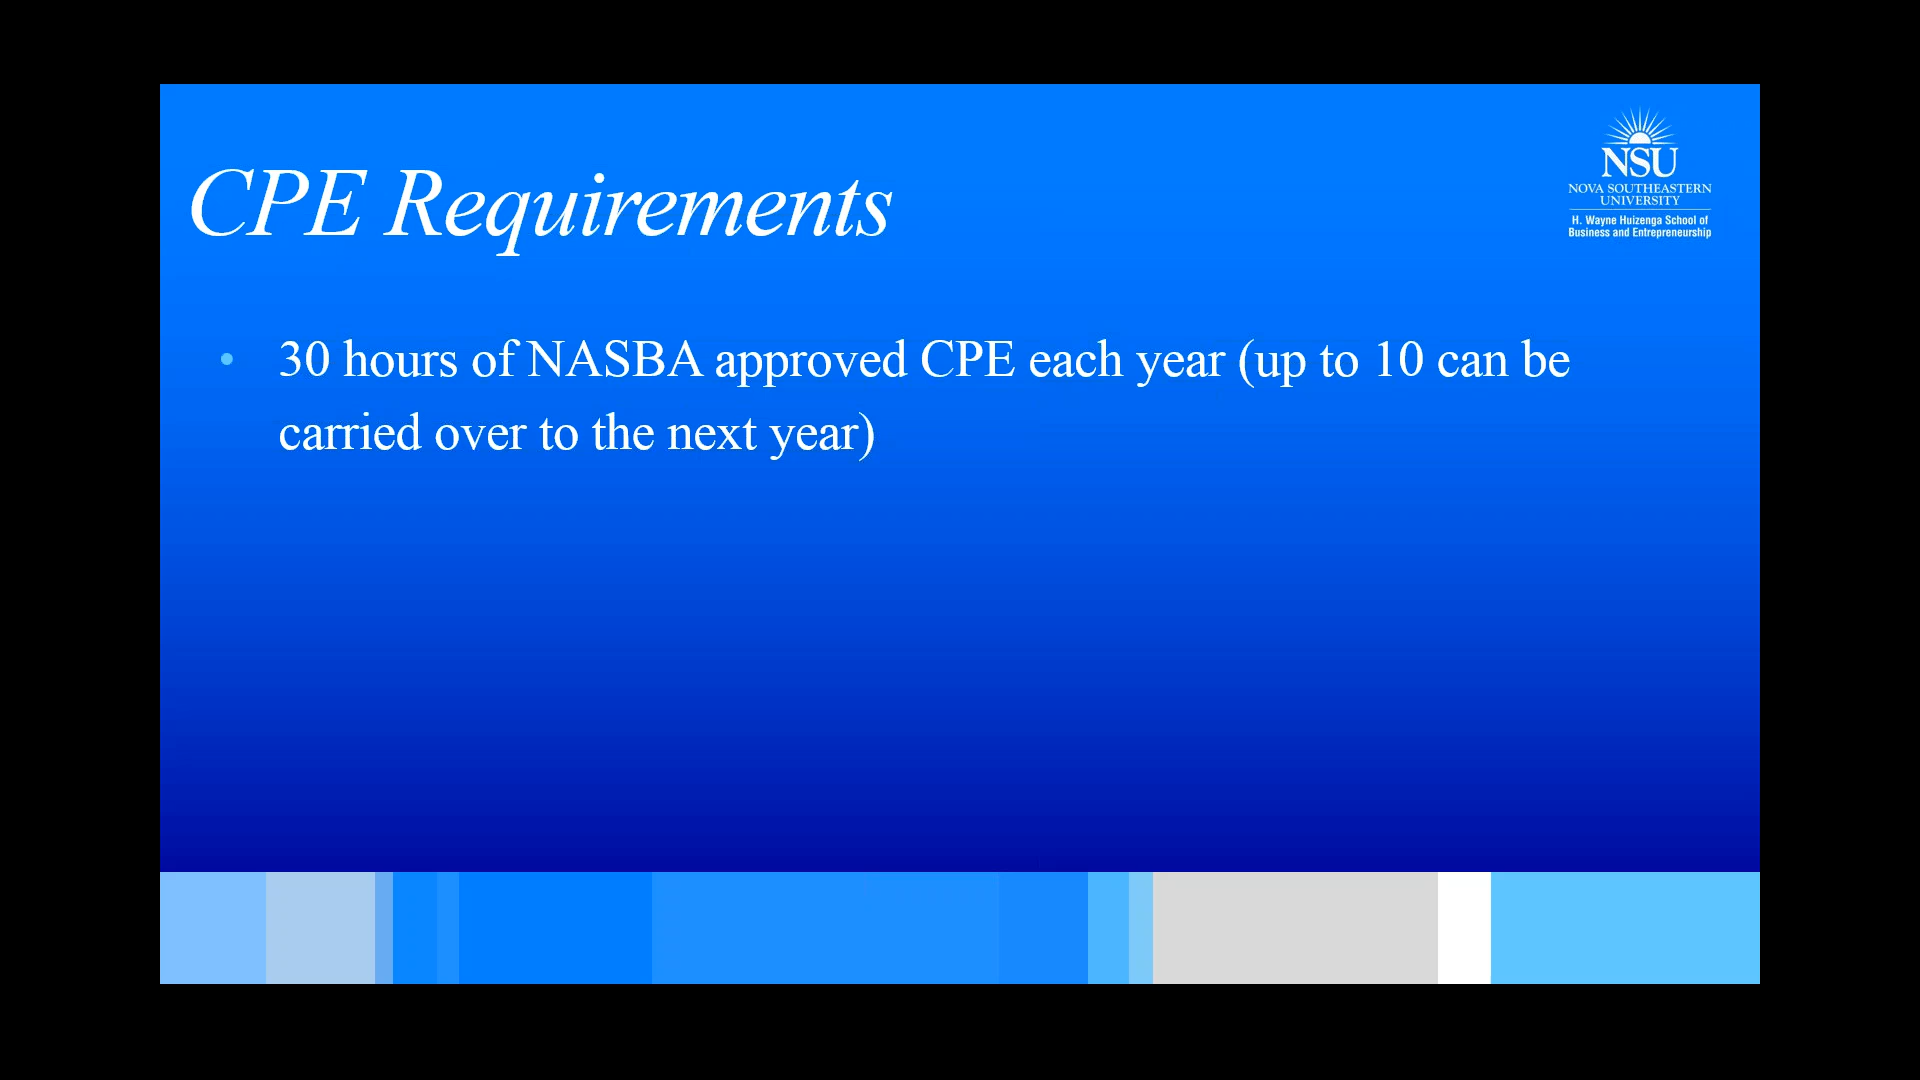 NSU
NOVA SOUTHEASTERN
UNIVERSITY
H. Wayne Huizenga School of
Business and Entrepreneurship
CPE Requirements
• 30 hours of NASBA approved CPE each year (up to 10 can be
carried over to the next year)